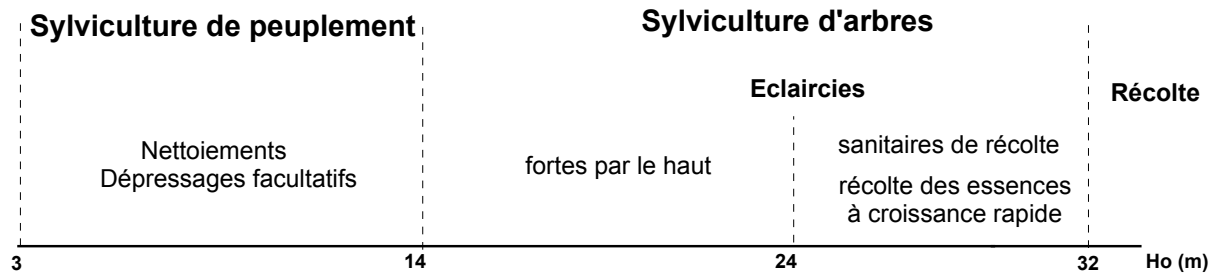 Sylviculture de peuplement
Sylviculture d'arbres
Eclaircies
Récolte
Nettoiements
Dépressages facultatifs
fortes par le haut
sanitaires de récolte
récolte des essences
à croissance rapide
3
14
24
32
Ho (m)